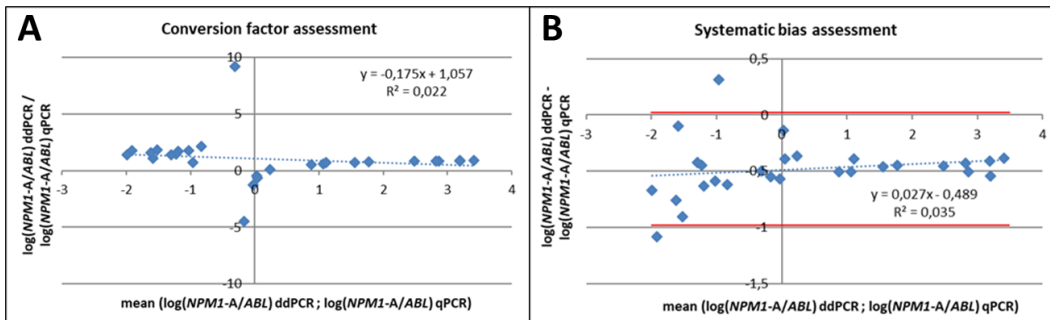 A
Conversion factor assessment
10
5
0
-5
-10
-3
-2
-1
0
1
2
3
4
y = -0,175x + 1,057
R² = 0,022
log(NPM1-A/ABL) ddPCR /
log(NPM1-A/ABL) qPCR
mean (log(NPM1-A/ABL) ddPCR ; log(NPM1-A/ABL) qPCR)
B
Systematic bias assessment
0,5
0
-0,5
-1
-1,5
-3
-2
-1
0
1
2
3
4
y = 0,027x - 0,489
R² = 0,035
log(NPM1-A/ABL) ddPCR -
log(NPM1-A/ABL) qPCR
mean (log(NPM1-A/ABL) ddPCR ; log(NPM1-A/ABL) qPCR)